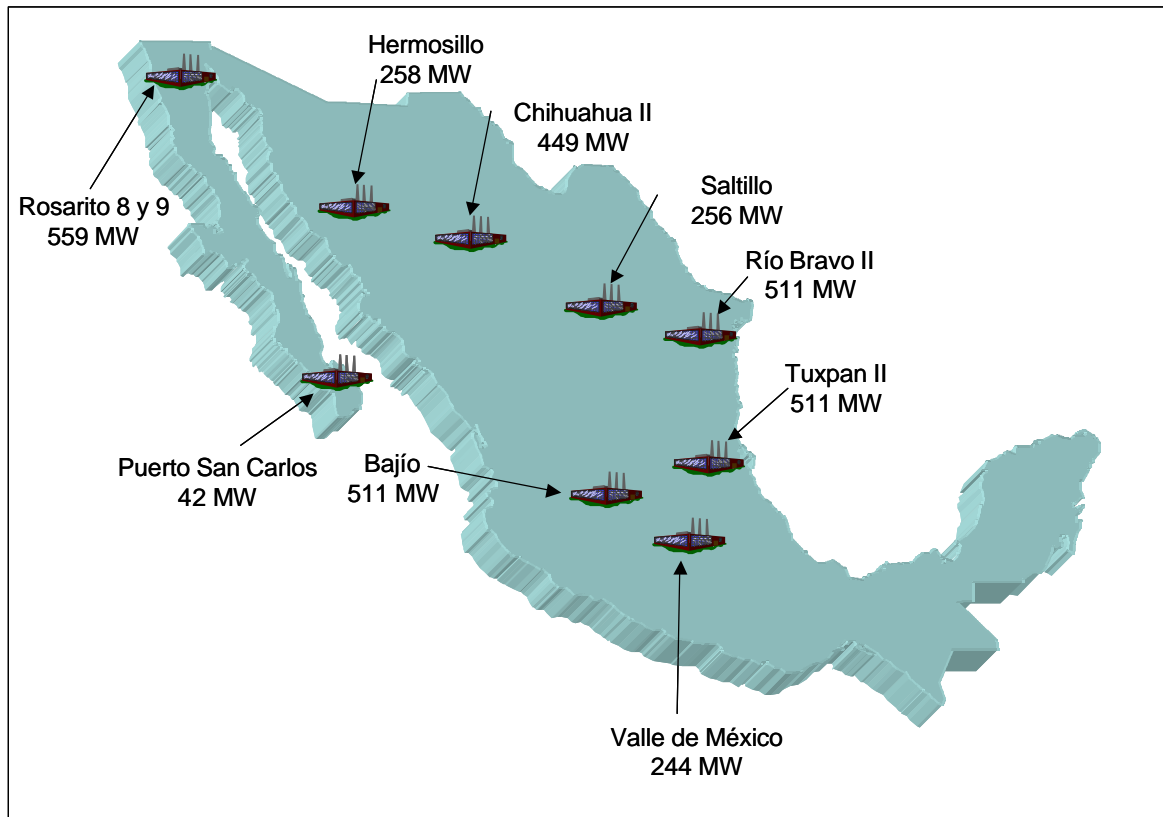 Hermosillo
258 MW
Chihuahua II
449 MW
Saltillo
256 MW
Rosarito 8 y 9
559 MW
Río Bravo II
511 MW
Tuxpan II
511 MW
Puerto San Carlos
42 MW
Bajío
511 MW
Valle de México
244 MW